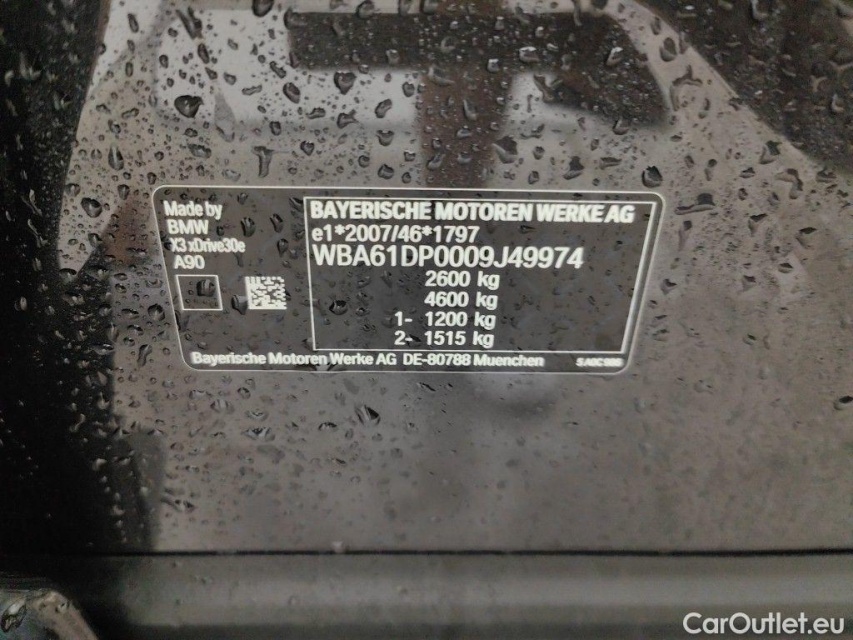 Made by
BMW
X3 xDrive30e
A90
BAYERISCHE MOTOREN WERKE AG
e1*2007/46*1797
WBA61DP0009J49974
2600 kg
4600 kg
1- 1200 kg
2- 1515 kg
Bayerische Motoren Werke AG DE-80788 Muenchen
CarOutlet.eu